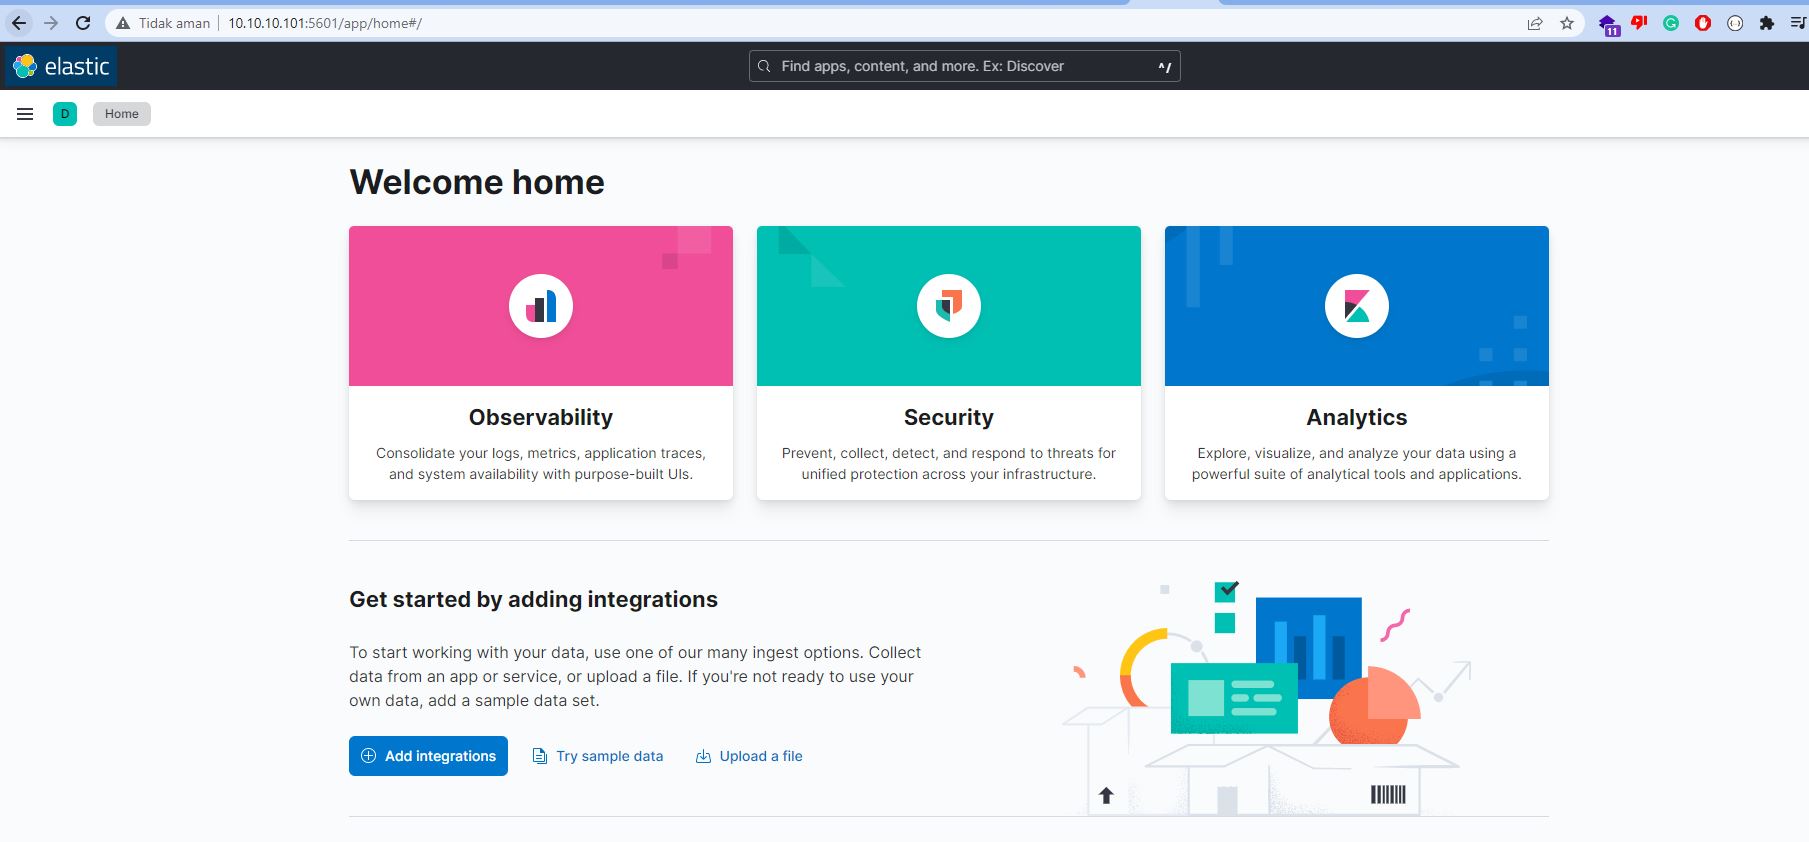 Tidak aman
10.10.10.101:5601/app/home#/
11
elastic
Find apps, content, and more. Ex: Discover
^/
D
Home
Welcome home
Observability
Consolidate your logs, metrics, application traces,
and system availability with purpose-built UIs.
Security
Prevent, collect, detect, and respond to threats for
unified protection across your infrastructure.
Analytics
Explore, visualize, and analyze your data using a
powerful suite of analytical tools and applications.
Get started by adding integrations
To start working with your data, use one of our many ingest options. Collect
data from an app or service, or upload a file. If you're not ready to use your
own data, add a sample data set.
Add integrations
Try sample data
Upload a file